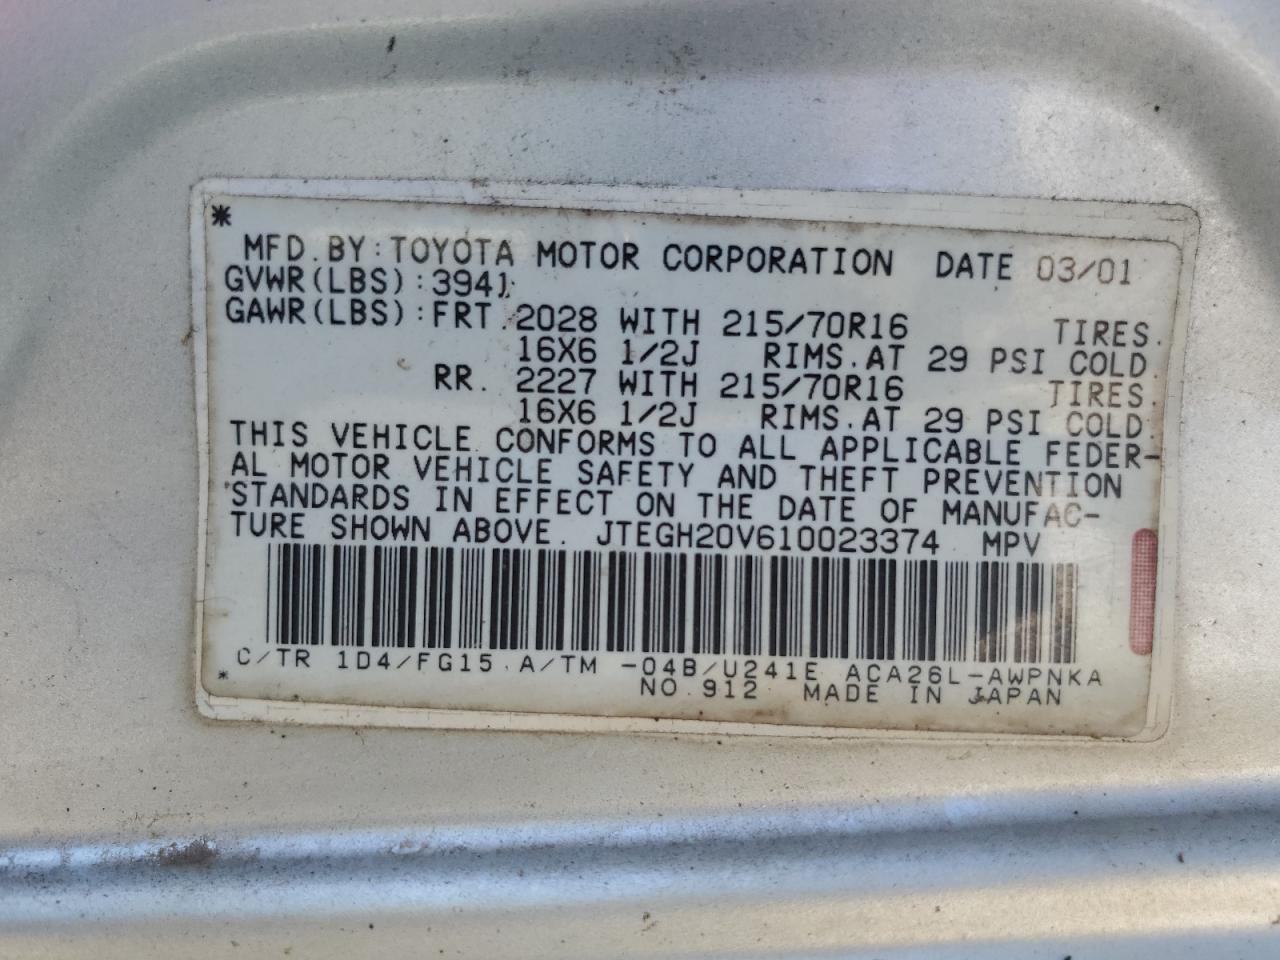 *
MFD. BY: TOYOTA MOTOR CORPORATION DATE 03/01
GVWR(LBS): 3941
GAWR(LBS): FRT. 2028 WITH 215/70R16 TIRES.
16X6 1/2J RIMS. AT 29 PSI COLD.
RR. 2227 WITH 215/70R16 TIRES.
16X6 1/2J RIMS. AT 29 PSI COLD.
THIS VEHICLE CONFORMS TO ALL APPLICABLE FEDER-
AL MOTOR VEHICLE SAFETY AND THEFT PREVENTION
STANDARDS IN EFFECT ON THE DATE OF MANUFAC-
TURE SHOWN ABOVE. JTEGH20V610023374 MPV
C/TR 1D4/FG15 A/TM -04B/U241E ACA26L-AWPNKA
* NO. 912 MADE IN JAPAN